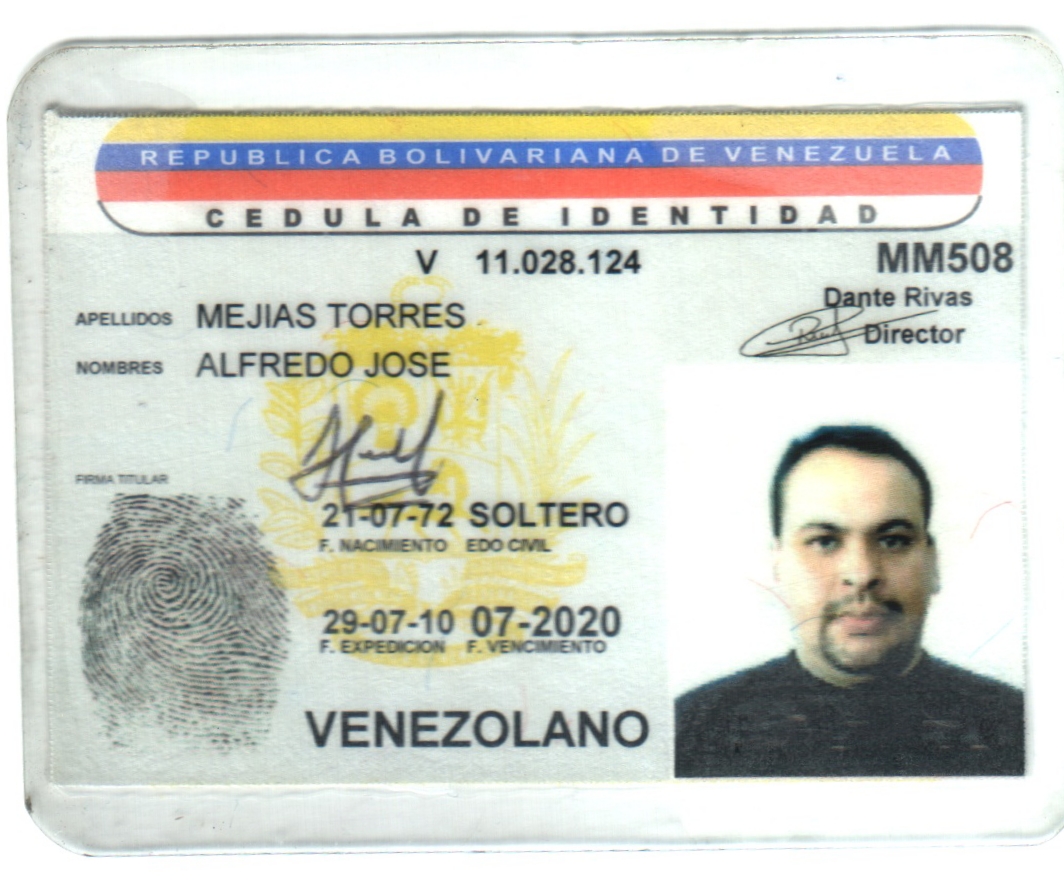 REPUBLICA BOLIVARIANA DE VENEZUELA
CEDULA DE IDENTIDAD
V 11.028.124
MM508
Dante Rivas
Director
APELLIDOS MEJIAS TORRES
NOMBRES ALFREDO JOSE
FIRMA TITULAR
21-07-72 SOLTERO
F. NACIMIENTO EDO CIVIL
29-07-10 07-2020
F. EXPEDICION F. VENCIMIENTO
VENEZOLANO